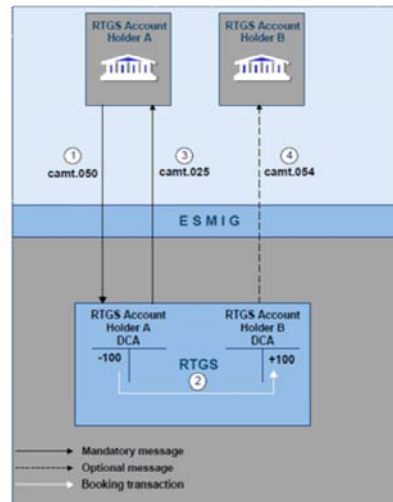 RTGS Account
Holder A
RTGS Account
Holder B
1
3
4
camt.050
camt.025
camt.054
ESMIG
RTGS Account
Holder A
DCA
RTGS Account
Holder B
DCA
-100
RTGS
+100
2
Mandatory message
Optional message
Booking transaction